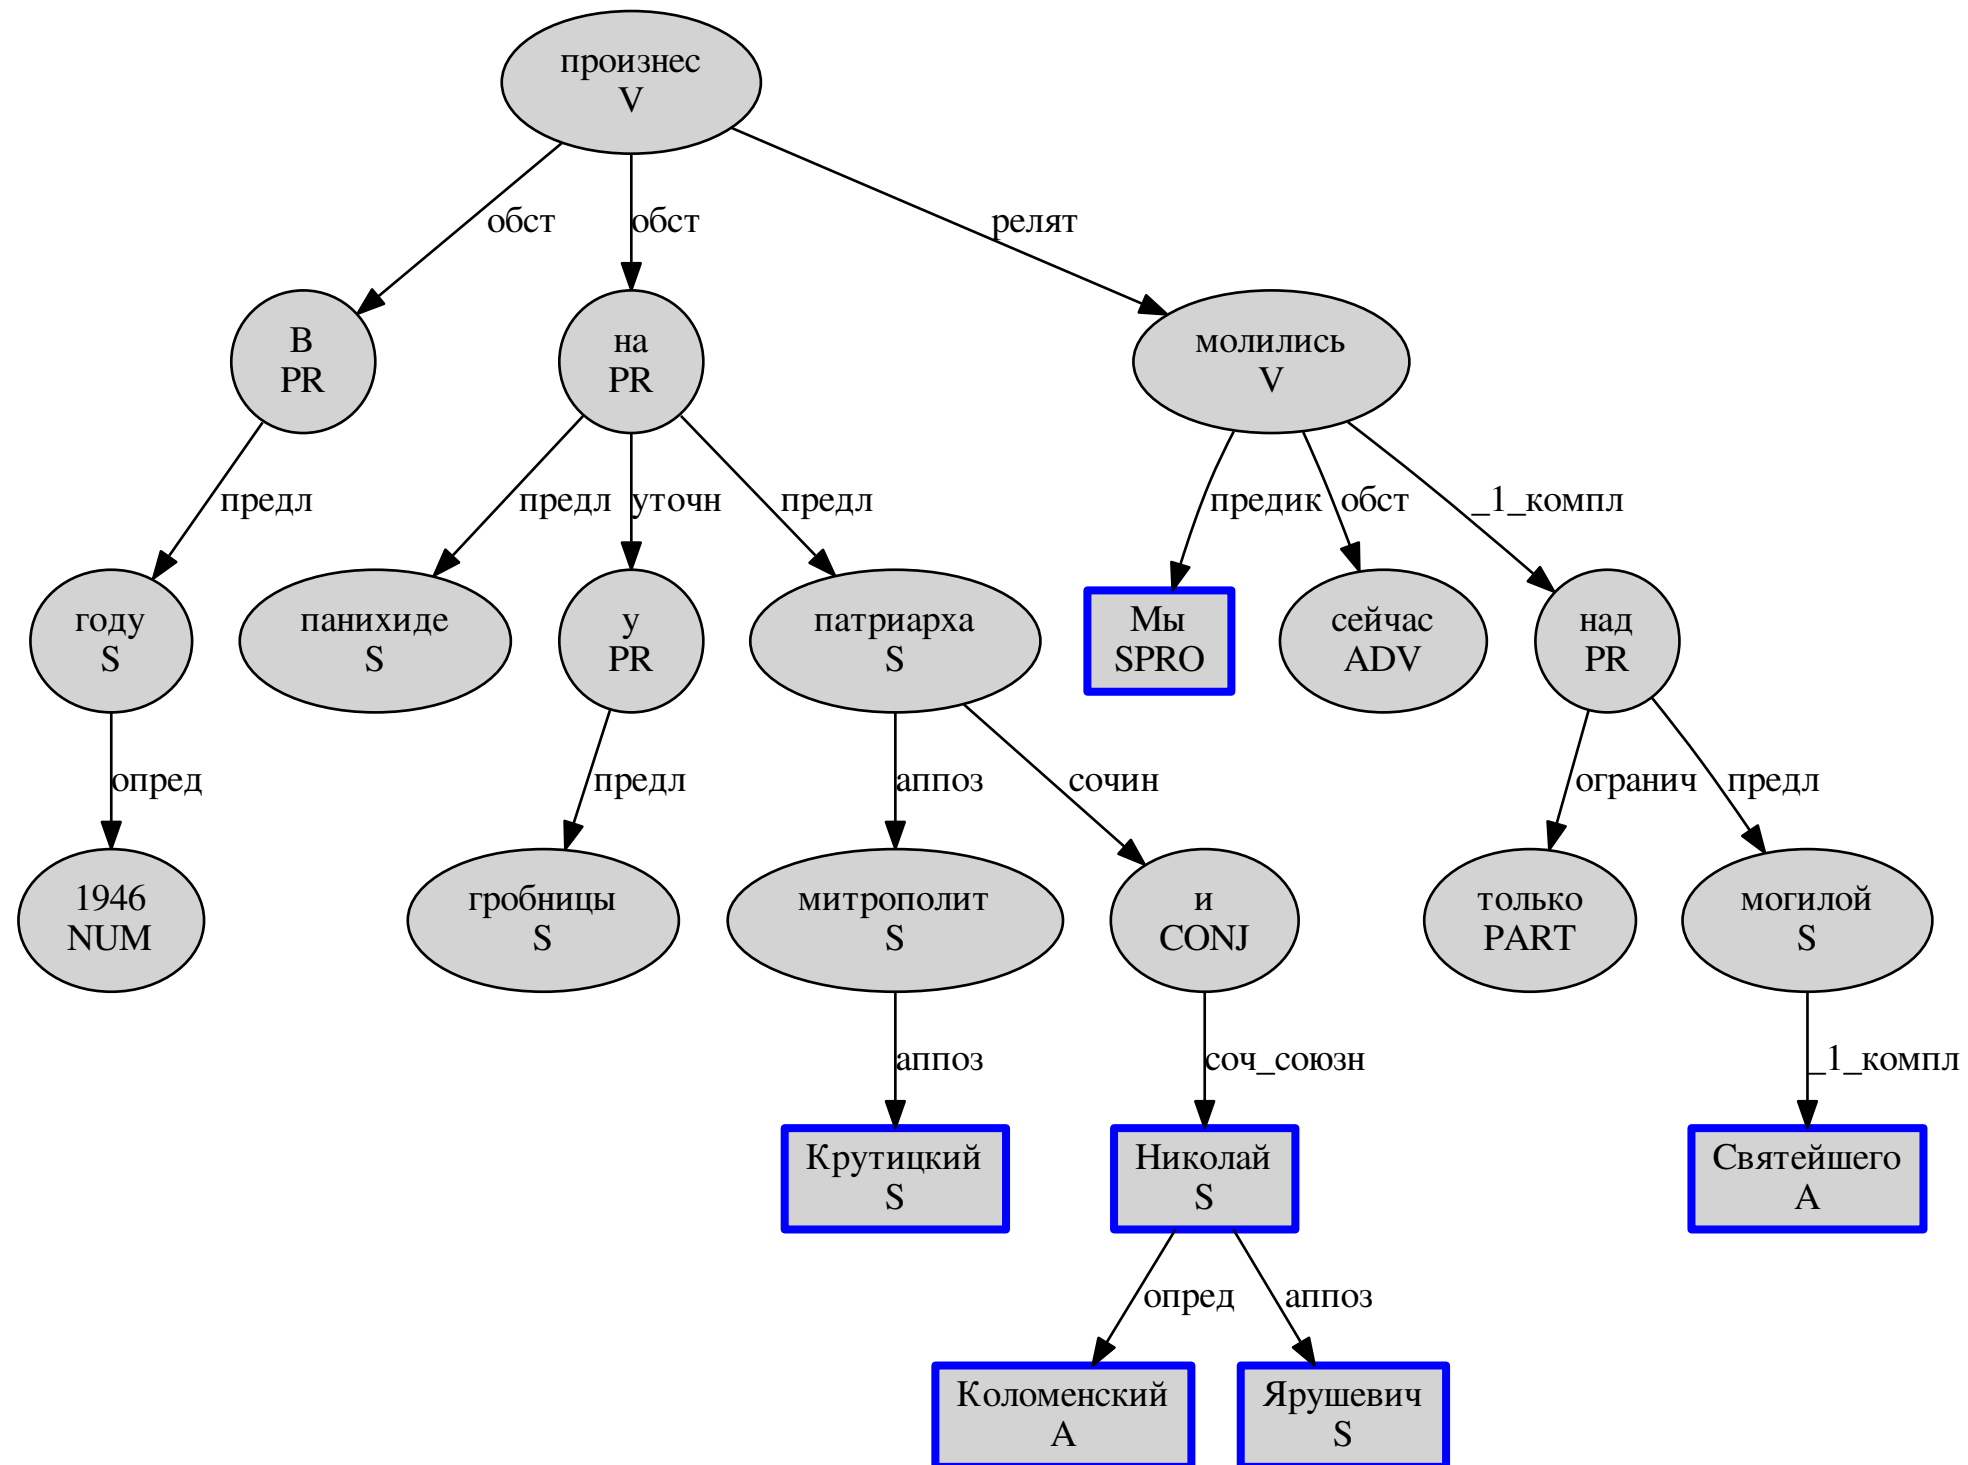 произнес
V
обст
обст
релят
В
PR
на
PR
молились
V
предл
предл
уточн
предл
предик
обст
_1_компл
году
S
панихиде
S
у
PR
патриарха
S
Мы
SPRO
сейчас
ADV
над
PR
опред
предл
аппоз
сочин
огранич
предл
1946
NUM
гробницы
S
митрополит
S
и
CONJ
только
PART
могилой
S
аппоз
соч_союзн
_1_компл
Крутицкий
S
Николай
S
Святейшего
A
опред
аппоз
Коломенский
A
Ярушевич
S